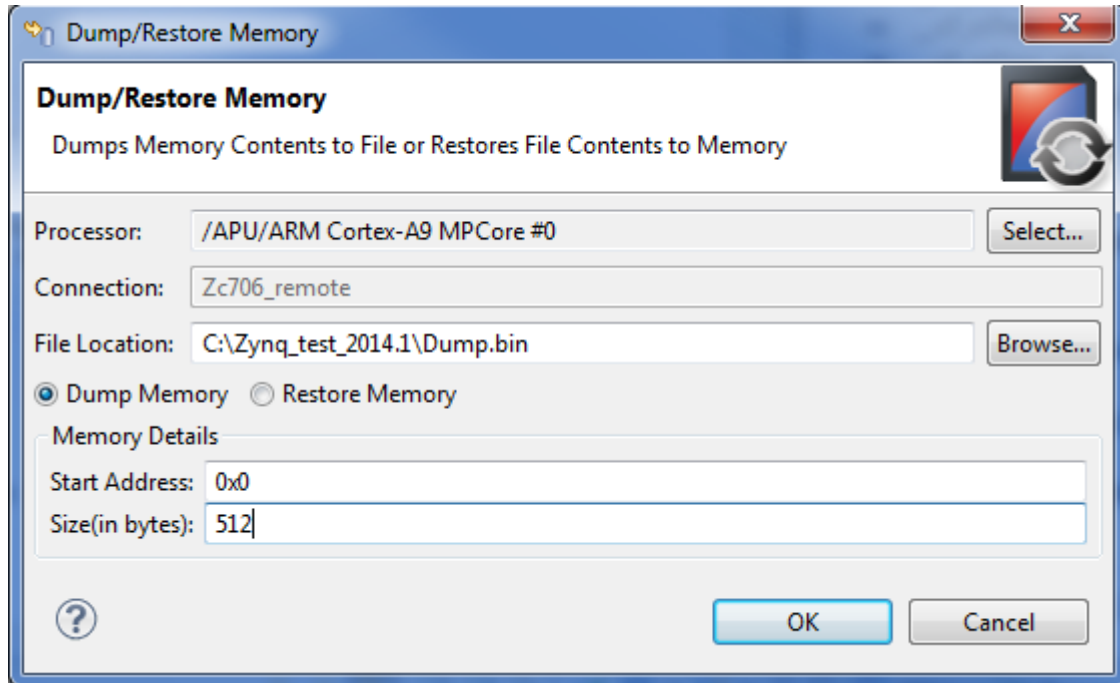 Dump/Restore Memory
Dump/Restore Memory
Dumps Memory Contents to File or Restores File Contents to Memory
Processor: /APU/ARM Cortex-A9 MPCore #0 Select...
Connection: Zc706_remote
File Location: C:\Zynq_test_2014.1\Dump.bin Browse...
Dump Memory Restore Memory
Memory Details
Start Address: 0x0
Size(in bytes): 512
? OK Cancel